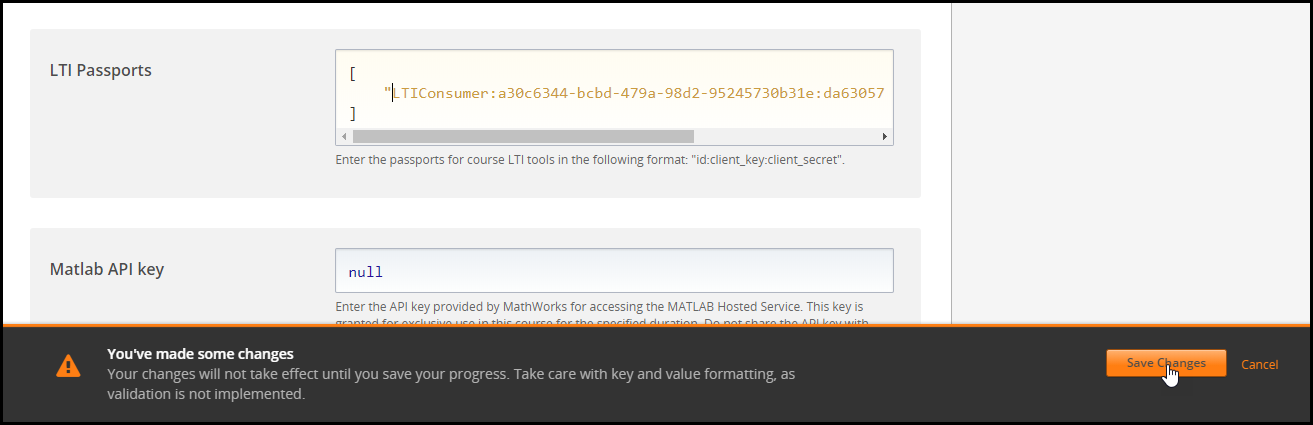 LTI Passports
[
"LTIConsumer:a30c6344-bcbd-479a-98d2-95245730b31e:da63057
]
Enter the passports for course LTI tools in the following format: "id:client_key:client_secret".
Matlab API key
null
Enter the API key provided by MathWorks for accessing the MATLAB Hosted Service. This key is
granted for exclusive use in this course for the specified duration. Do not share the API key with
You've made some changes
Your changes will not take effect until you save your progress. Take care with key and value formatting, as
validation is not implemented.
Save Changes
Cancel